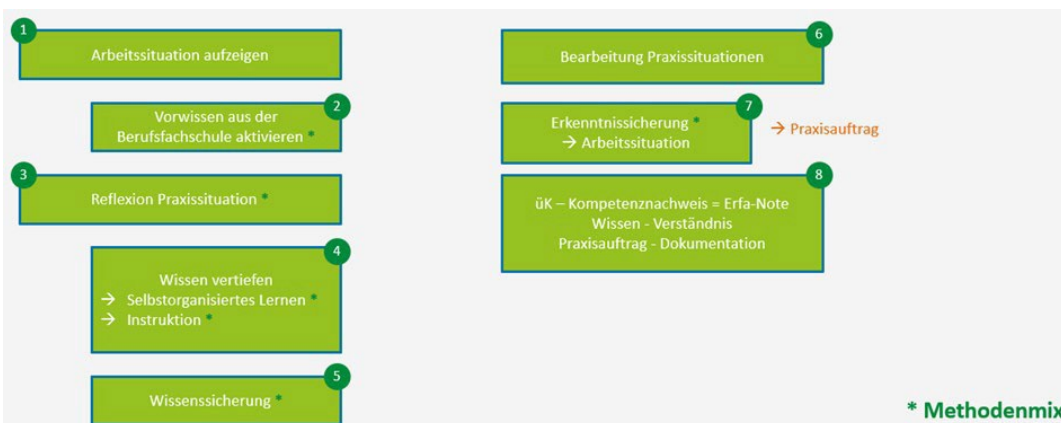 1
Arbeitssituation aufzeigen
2
Vorwissen aus der
Berufsfachschule aktivieren *
3
Reflexion Praxissituation *
4
Wissen vertiefen
→ Selbstorganisiertes Lernen *
→ Instruktion *
5
Wissenssicherung *
6
Bearbeitung Praxissituationen
7
Erkenntnissicherung *
→ Arbeitssituation
→ Praxisauftrag
8
üK – Kompetenznachweis = Erfa-Note
Wissen - Verständnis
Praxisauftrag - Dokumentation
* Methodenmix